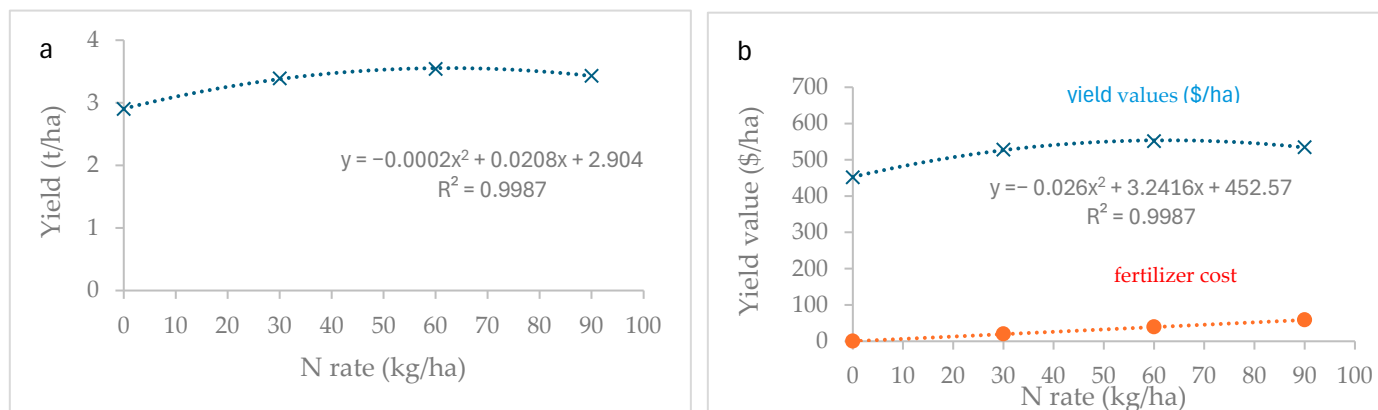 a
4
3
2
1
0
Yield (t/ha)
y = −0.0002x² + 0.0208x + 2.904
R² = 0.9987
0 10 20 30 40 50 60 70 80 90 100
N rate (kg/ha)
b
700
600
500
400
300
200
100
0
Yield value ($/ha)
yield values ($/ha)
y =− 0.026x² + 3.2416x + 452.57
R² = 0.9987
fertilizer cost
0 10 20 30 40 50 60 70 80 90 100
N rate (kg/ha)